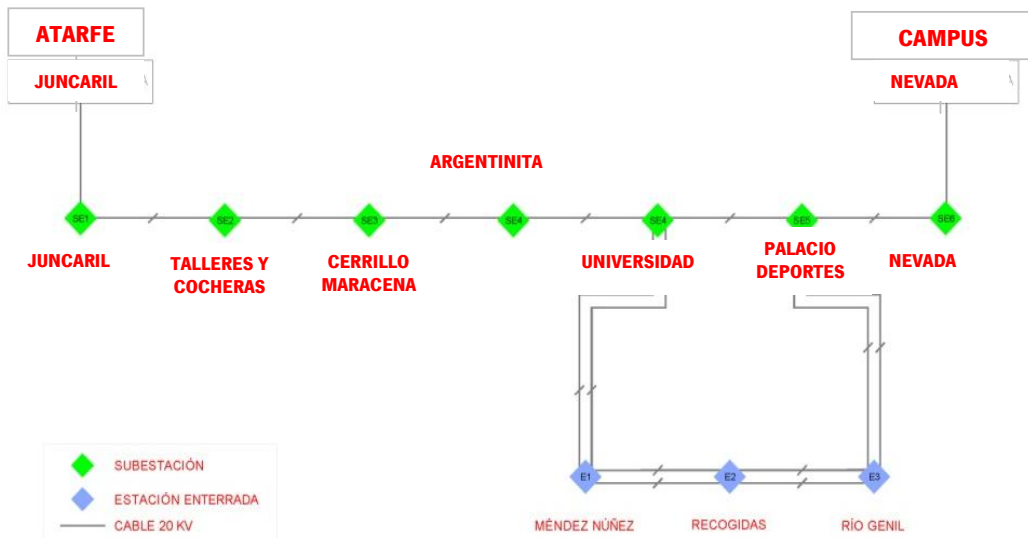 ATARFE
CAMPUS
JUNCARIL
NEVADA
ARGENTINITA
SE1
SE2
SE3
SE4
SE4
SE5
SE6
JUNCARIL
TALLERES Y
COCHERAS
CERRILLO
MARACENA
UNIVERSIDAD
PALACIO
DEPORTES
NEVADA
SUBESTACIÓN
ESTACIÓN ENTERRADA
CABLE 20 KV
E1
E2
E3
MÉNDEZ NÚÑEZ
RECOGIDAS
RÍO GENIL